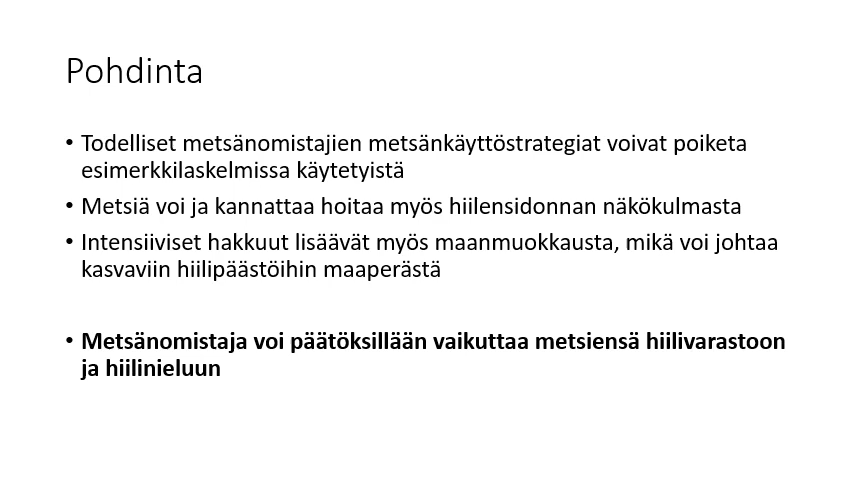 Pohdinta
• Todelliset metsänomistajien metsänkäyttöstrategiat voivat poiketa
esimerkkilaskelmissa käytetyistä
• Metsiä voi ja kannattaa hoitaa myös hiilensidonnan näkökulmasta
• Intensiiviset hakkuut lisäävät myös maanmuokkausta, mikä voi johtaa
kasvaviin hiilipäästöihin maaperästä
• Metsänomistaja voi päätöksillään vaikuttaa metsiensä hiilivarastoon
ja hiilinieluun